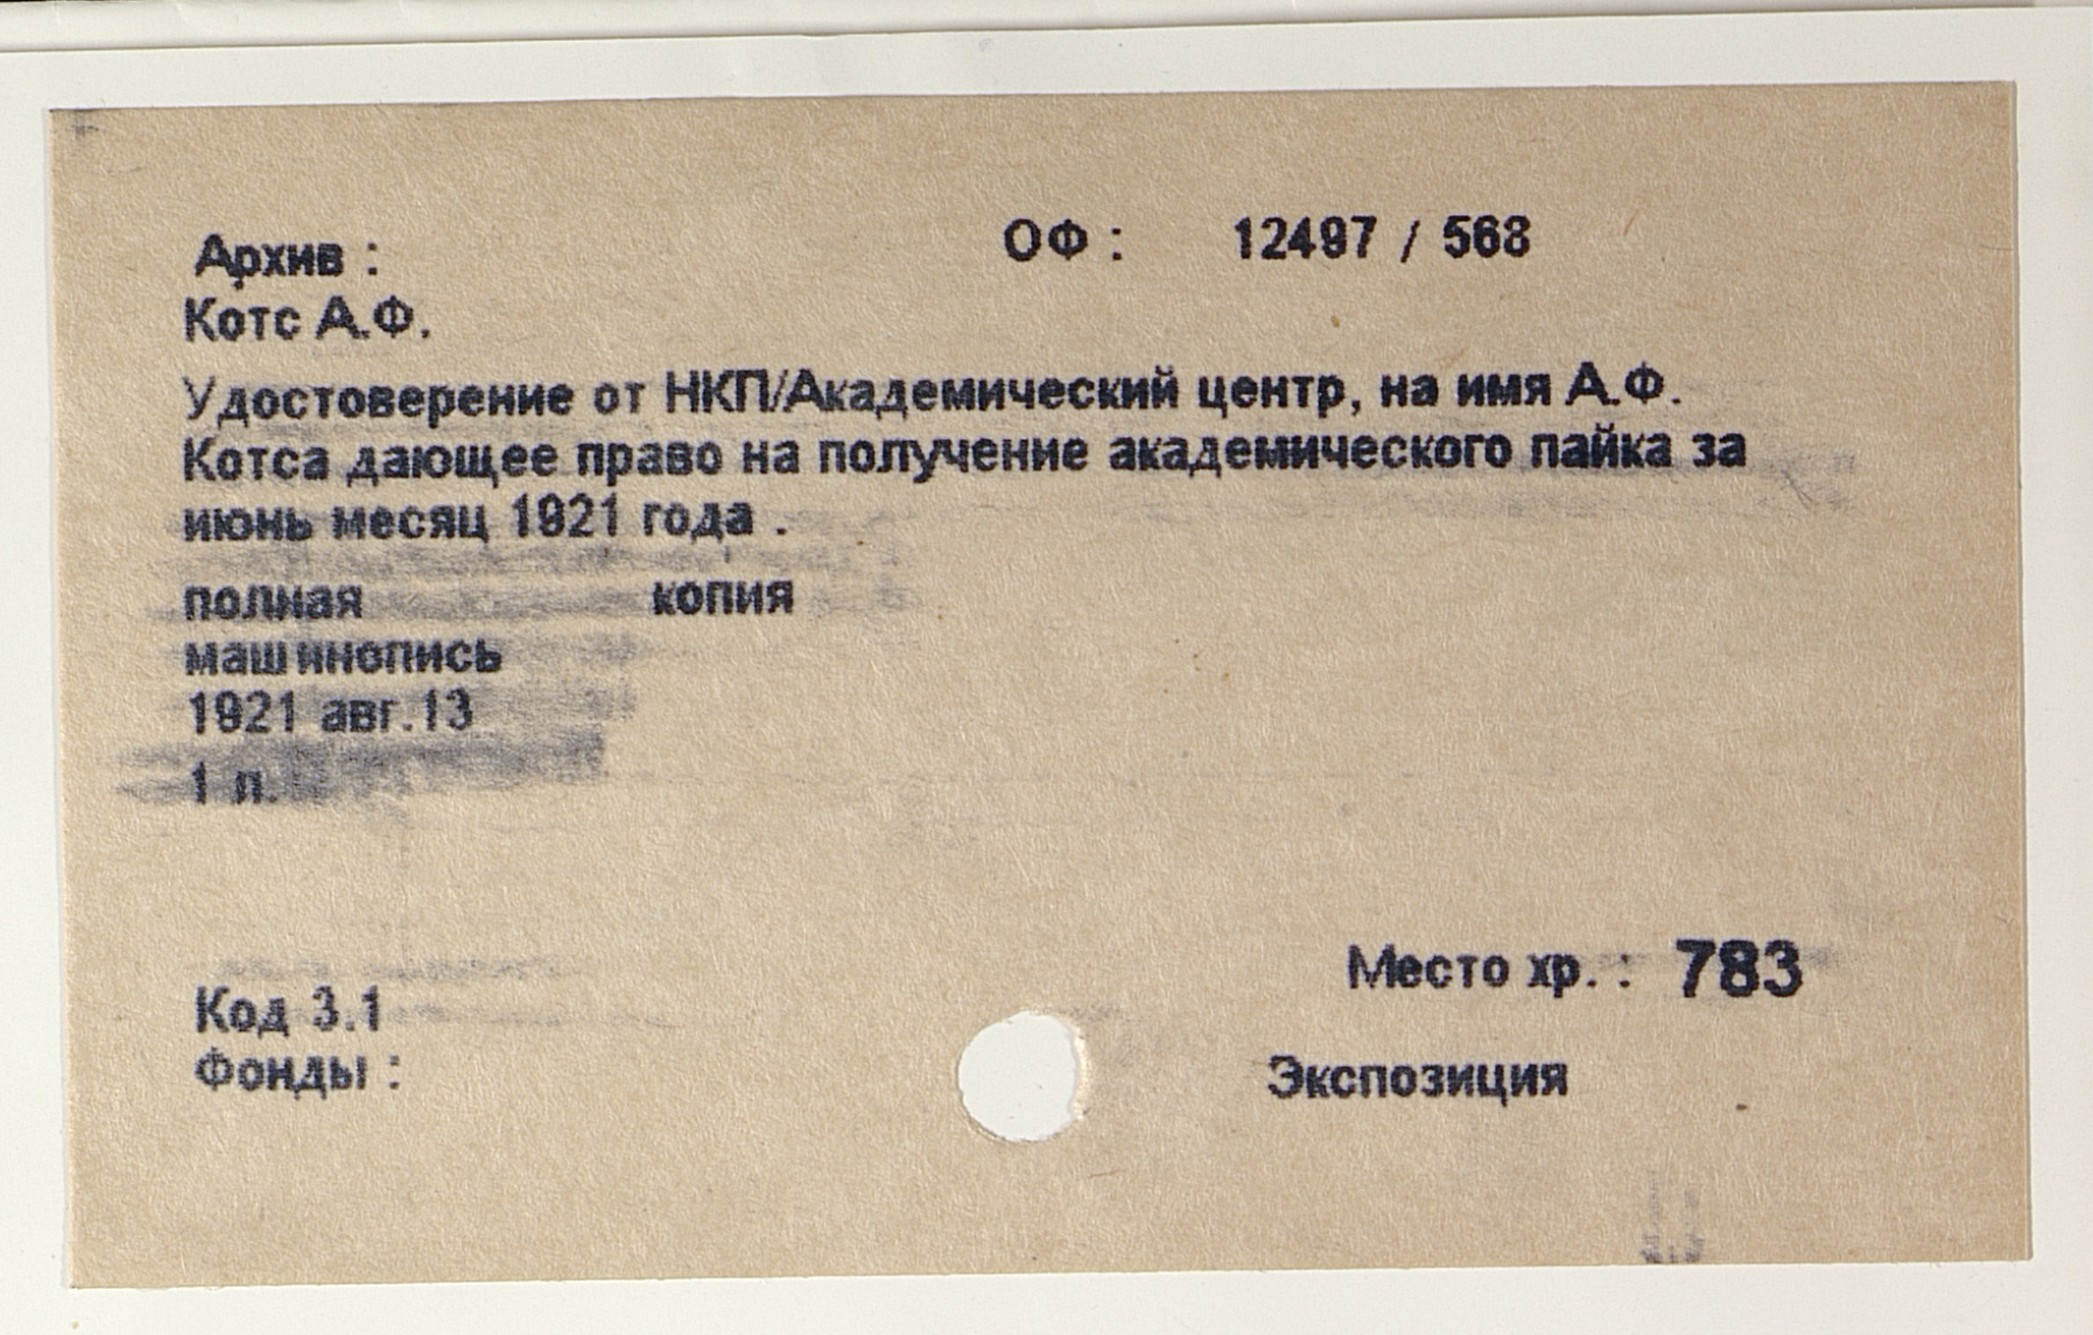 Архив : ОФ : 12497 / 568
Котс А.Ф.
Удостоверение от НКП/Академический центр, на имя А.Ф.
Котса дающее право на получение академического пайка за
июнь месяц 1921 года .
полная копия
машинопись
1921 авг.13
1 л.
Место хр. : 783
Код 3.1
Фонды : Экспозиция